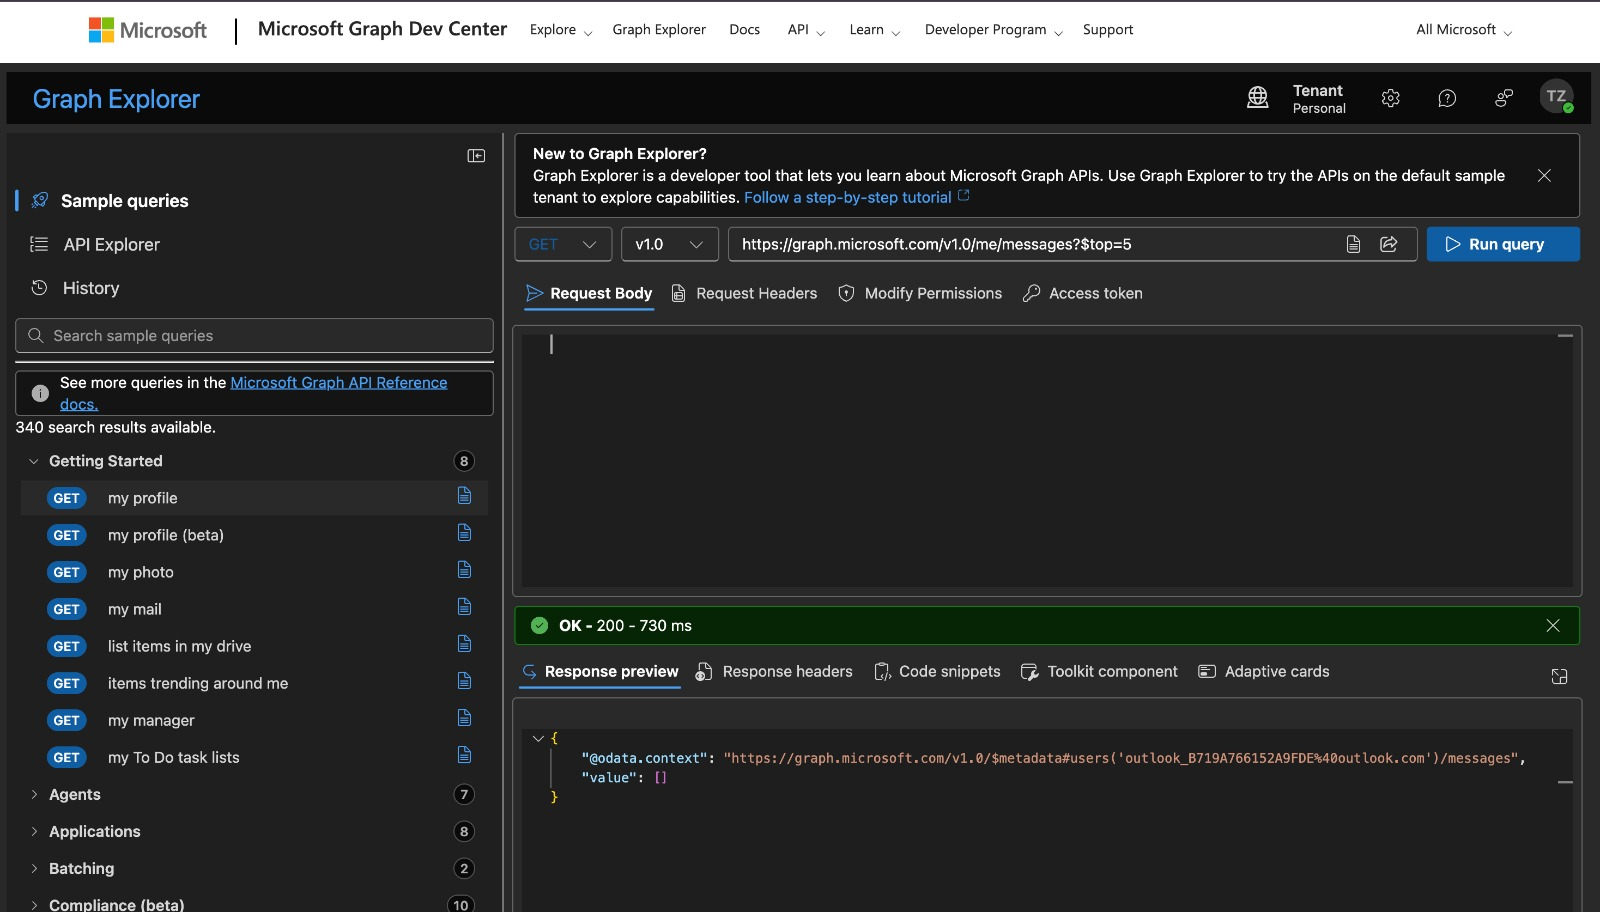 Microsoft
Microsoft Graph Dev Center
Explore
Graph Explorer
Docs
API
Learn
Developer Program
Support
All Microsoft
Graph Explorer
Tenant
Personal
TZ
Sample queries
API Explorer
History
Search sample queries
See more queries in the Microsoft Graph API Reference
docs.
340 search results available.
Getting Started 8
GET my profile
GET my profile (beta)
GET my photo
GET my mail
GET list items in my drive
GET items trending around me
GET my manager
GET my To Do task lists
Agents 7
Applications 8
Batching 2
Compliance (beta) 10
New to Graph Explorer?
Graph Explorer is a developer tool that lets you learn about Microsoft Graph APIs. Use Graph Explorer to try the APIs on the default sample
tenant to explore capabilities. Follow a step-by-step tutorial
GET
v1.0
https://graph.microsoft.com/v1.0/me/messages?$top=5
Run query
Request Body
Request Headers
Modify Permissions
Access token
OK - 200 - 730 ms
Response preview
Response headers
Code snippets
Toolkit component
Adaptive cards
{
"@odata.context": "https://graph.microsoft.com/v1.0/$metadata#users('outlook_B719A766152A9FDE%40outlook.com')/messages",
"value": []
}